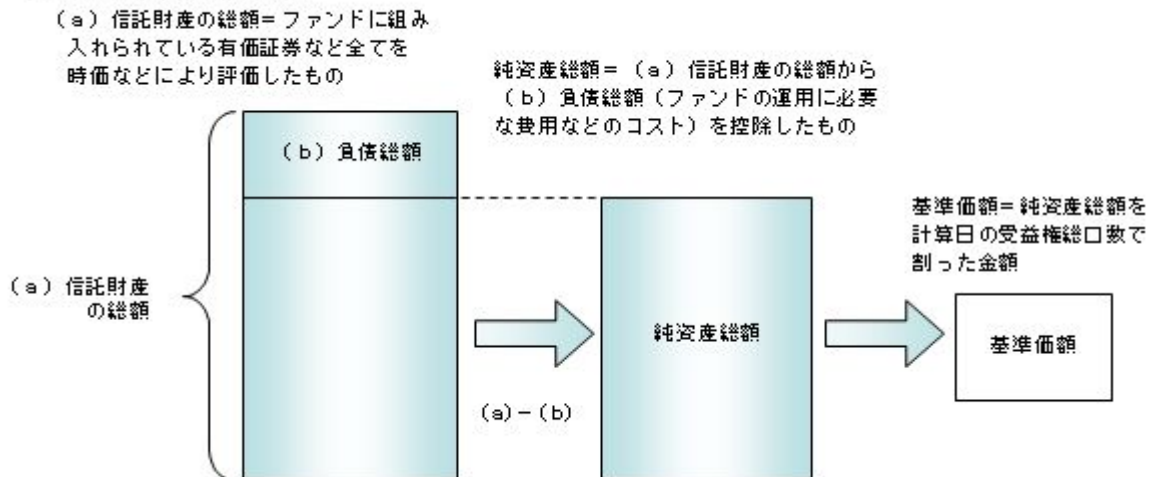 (a)信託財産の総額=ファンドに組み
入れられている有価証券など全てを
時価などにより評価したもの
純資産総額=(a)信託財産の総額から
(b)負債総額(ファンドの運用に必要
な費用などのコスト)を控除したもの
(b)負債総額
基準価額=純資産総額を
計算日の受益権総口数で
割った金額
(a)信託財産
の総額
純資産総額
基準価額
(a)-(b)